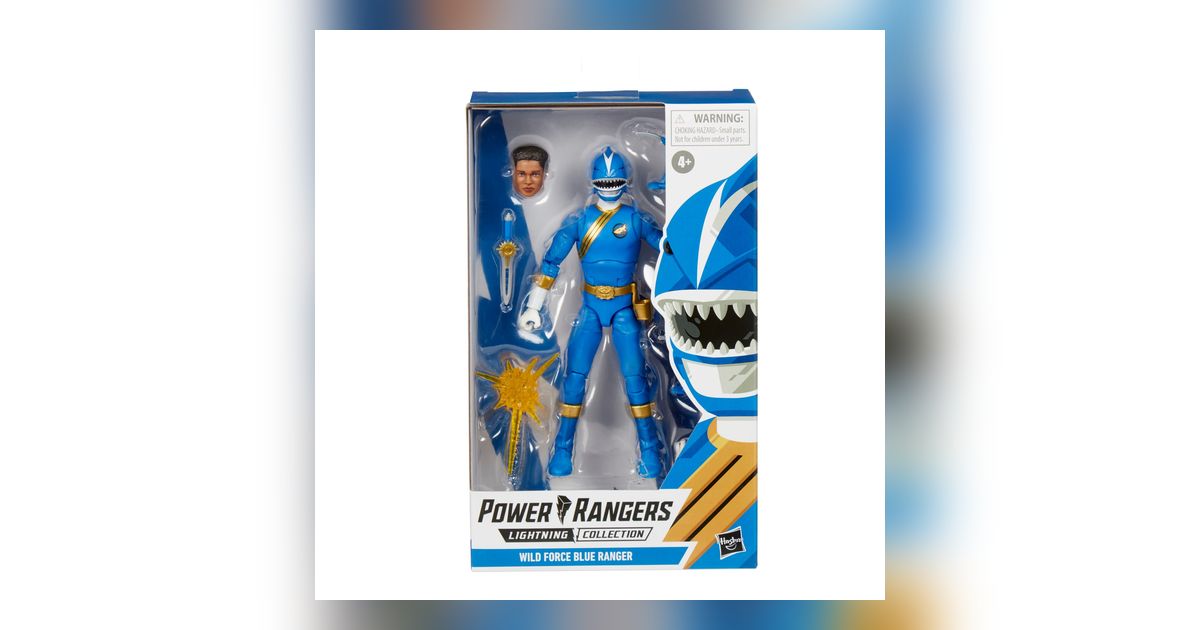 WARNING:
CHOKING HAZARD–Small parts.
Not for children under 3 years.
4+
POWER RANGERS
LIGHTNING COLLECTION
WILD FORCE BLUE RANGER
Hasbro